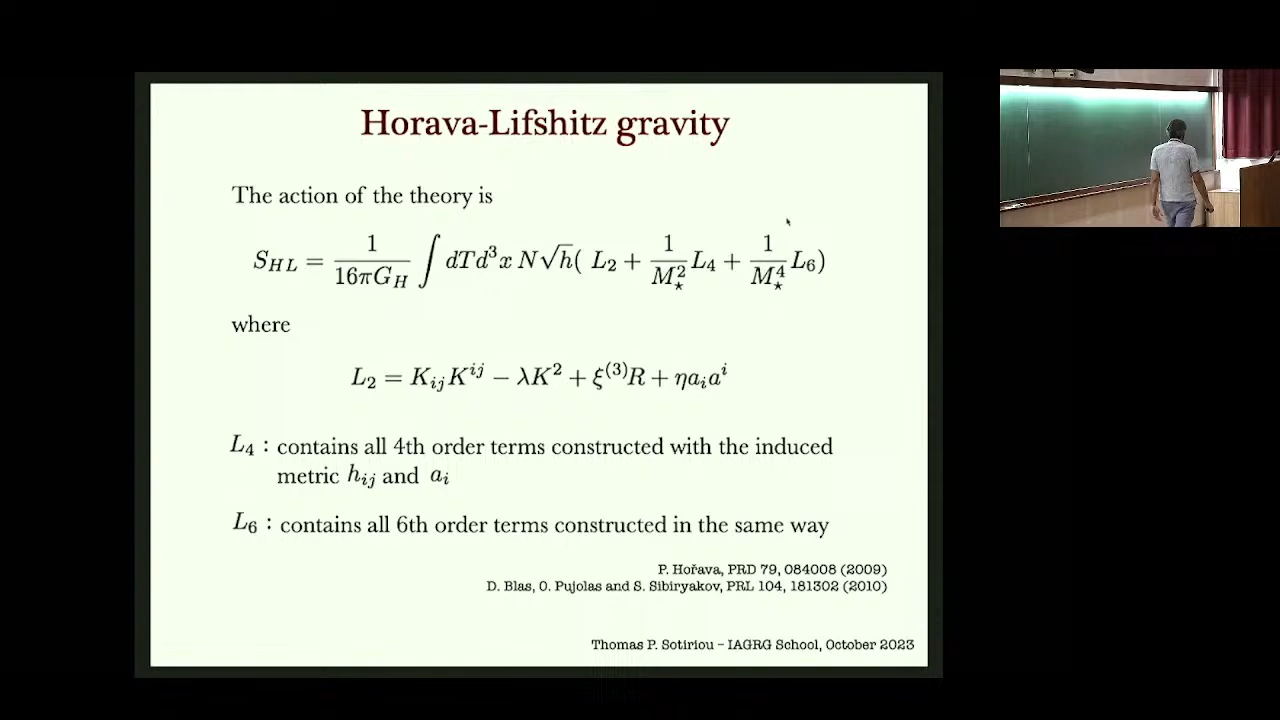 Horava-Lifshitz gravity
The action of the theory is
S_{HL} = \frac{1}{16\pi G_H} \int dT d^3x N\sqrt{h}( L_2 + \frac{1}{M_\star^2} L_4 + \frac{1}{M_\star^4} L_6)
where
L_2 = K_{ij}K^{ij} - \lambda K^2 + \xi^{(3)}R + \eta a_i a^i
L_4 : contains all 4th order terms constructed with the induced
metric h_{ij} and a_i
L_6 : contains all 6th order terms constructed in the same way
P. Hořava, PRD 79, 084008 (2009)
D. Blas, O. Pujolas and S. Sibiryakov, PRL 104, 181302 (2010)
Thomas P. Sotiriou – IAGRG School, October 2023